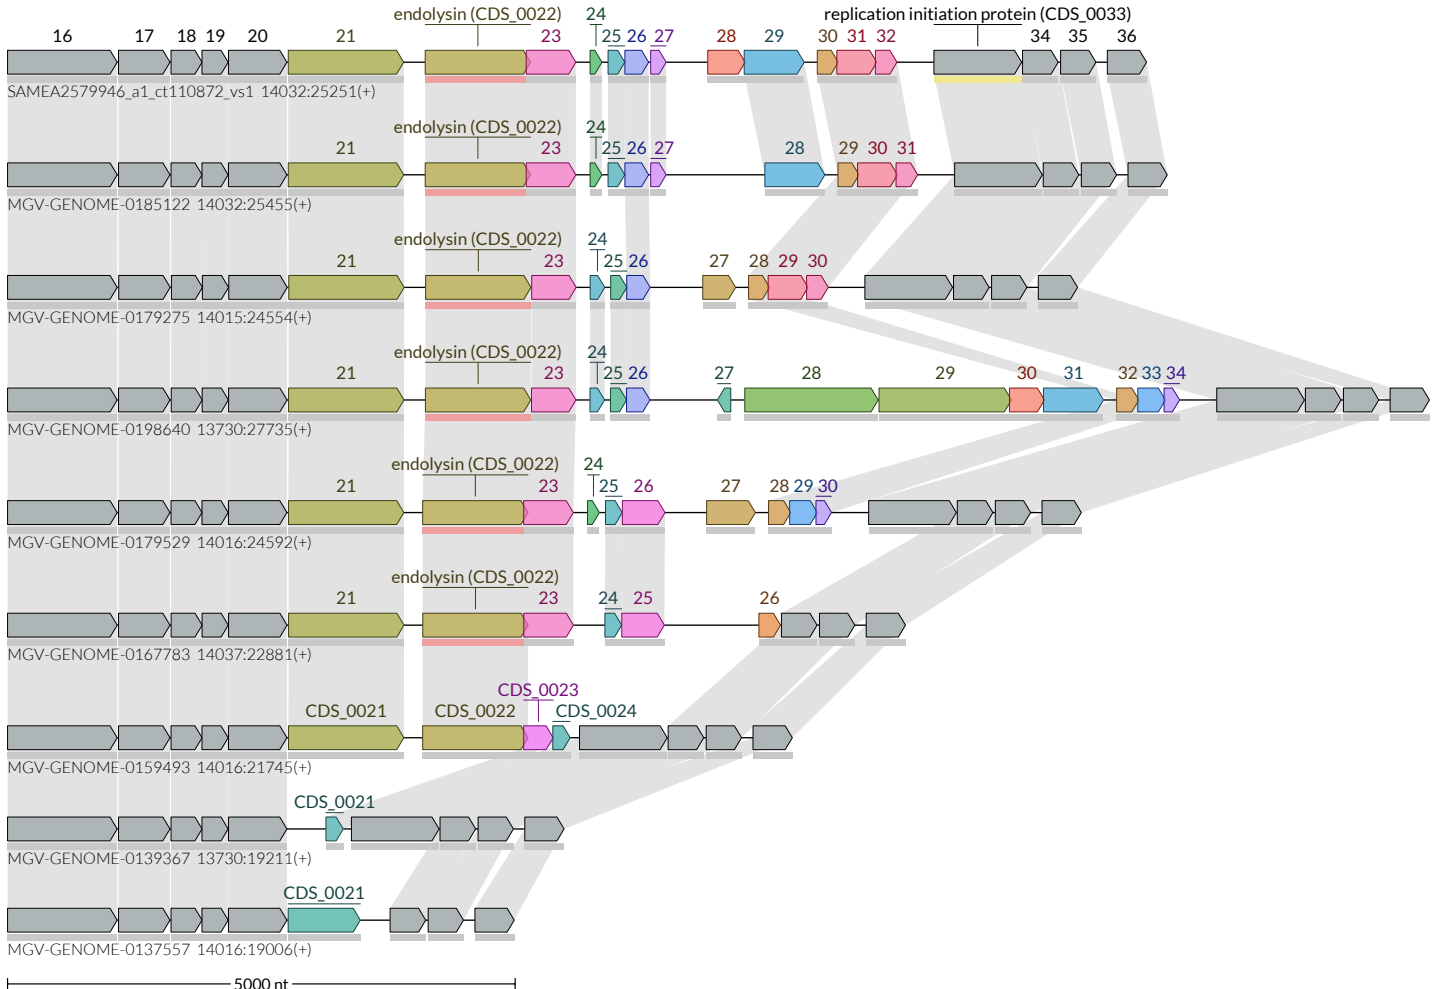 endolysin (CDS_0022) 24 replication initiation protein (CDS_0033)
16 17 18 19 20 21 23 25 26 27 28 29 30 31 32 34 35 36
SAMEA2579946_a1_ct110872_vs1 14032:25251(+)
endolysin (CDS_0022) 24
21 23 25 26 27 28 29 30 31
MGV-GENOME-0185122 14032:25455(+)
endolysin (CDS_0022) 24
21 23 25 26 27 28 29 30
MGV-GENOME-0179275 14015:24554(+)
endolysin (CDS_0022) 24
21 23 25 26 27 28 29 30 31 32 33 34
MGV-GENOME-0198640 13730:27735(+)
endolysin (CDS_0022) 24
21 23 25 26 27 28 29 30
MGV-GENOME-0179529 14016:24592(+)
endolysin (CDS_0022)
21 23 24 25 26
MGV-GENOME-0167783 14037:22881(+)
CDS_0023
CDS_0021 CDS_0022 CDS_0024
MGV-GENOME-0159493 14016:21745(+)
CDS_0021
MGV-GENOME-0139367 13730:19211(+)
CDS_0021
MGV-GENOME-0137557 14016:19006(+)
5000 nt